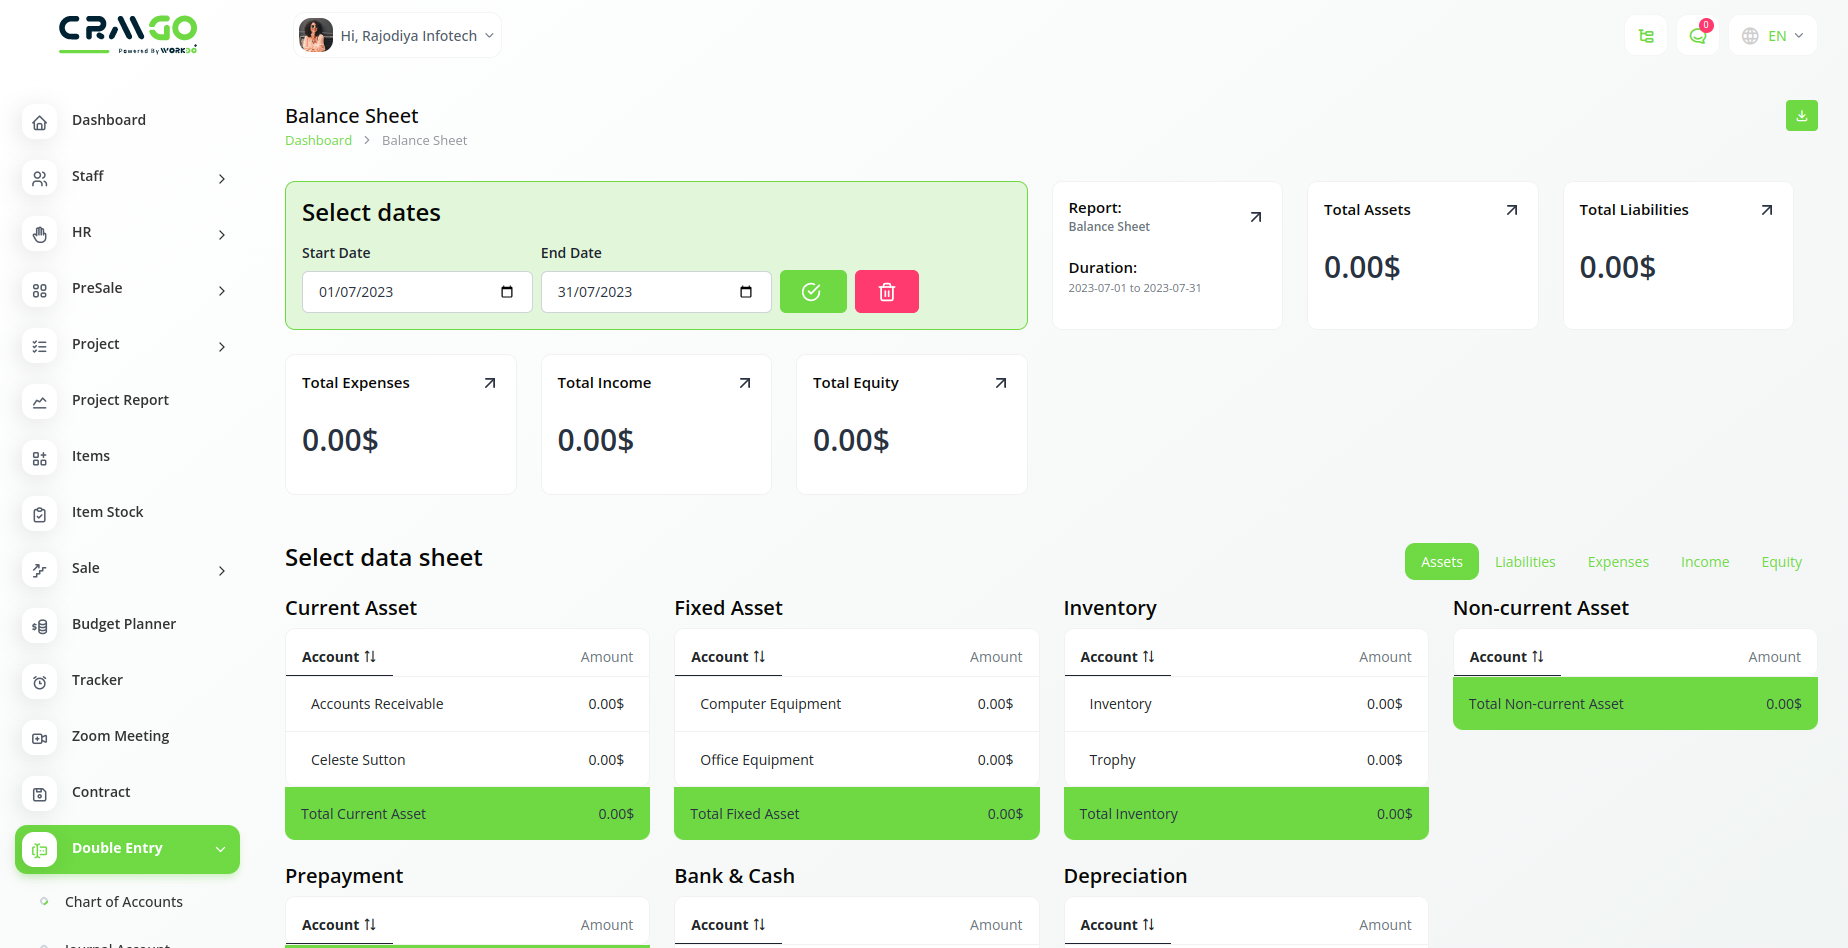 CRMGO
Powered By WORKDO
Hi, Rajodiya Infotech
0
EN
Dashboard
Staff
HR
PreSale
Project
Project Report
Items
Item Stock
Sale
Budget Planner
Tracker
Zoom Meeting
Contract
Double Entry
Chart of Accounts
Journal Account
Balance Sheet
Dashboard > Balance Sheet
Select dates
Start Date End Date
01/07/2023 31/07/2023
Report:
Balance Sheet
Duration:
2023-07-01 to 2023-07-31
Total Assets
0.00$
Total Liabilities
0.00$
Total Expenses
0.00$
Total Income
0.00$
Total Equity
0.00$
Select data sheet
Assets Liabilities Expenses Income Equity
Current Asset
Account Amount
Accounts Receivable 0.00$
Celeste Sutton 0.00$
Total Current Asset 0.00$
Fixed Asset
Account Amount
Computer Equipment 0.00$
Office Equipment 0.00$
Total Fixed Asset 0.00$
Inventory
Account Amount
Inventory 0.00$
Trophy 0.00$
Total Inventory 0.00$
Non-current Asset
Account Amount
Total Non-current Asset 0.00$
Prepayment
Account Amount
Bank & Cash
Account Amount
Depreciation
Account Amount